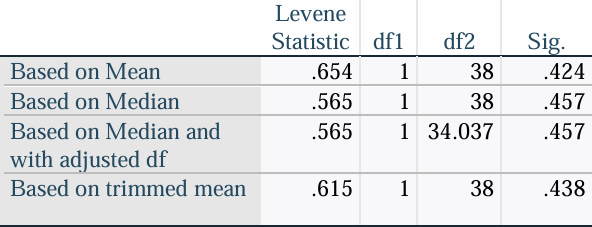 Levene
Statistic df1 df2 Sig.
Based on Mean .654 1 38 .424
Based on Median .565 1 38 .457
Based on Median and .565 1 34.037 .457
with adjusted df
Based on trimmed mean .615 1 38 .438